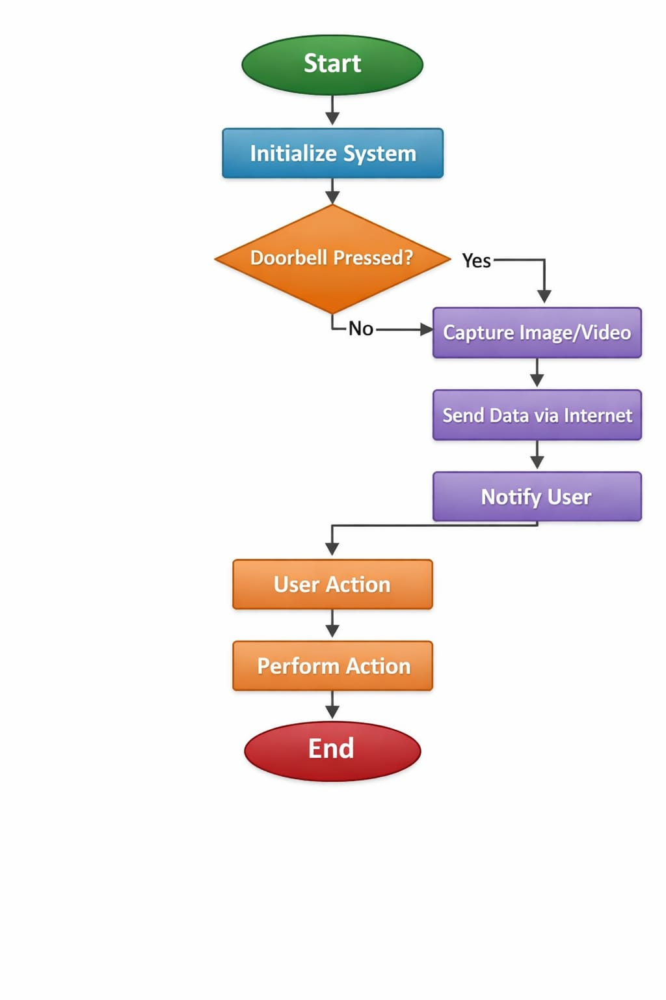 Start
Initialize System
Doorbell Pressed?
Yes
No
Capture Image/Video
Send Data via Internet
Notify User
User Action
Perform Action
End